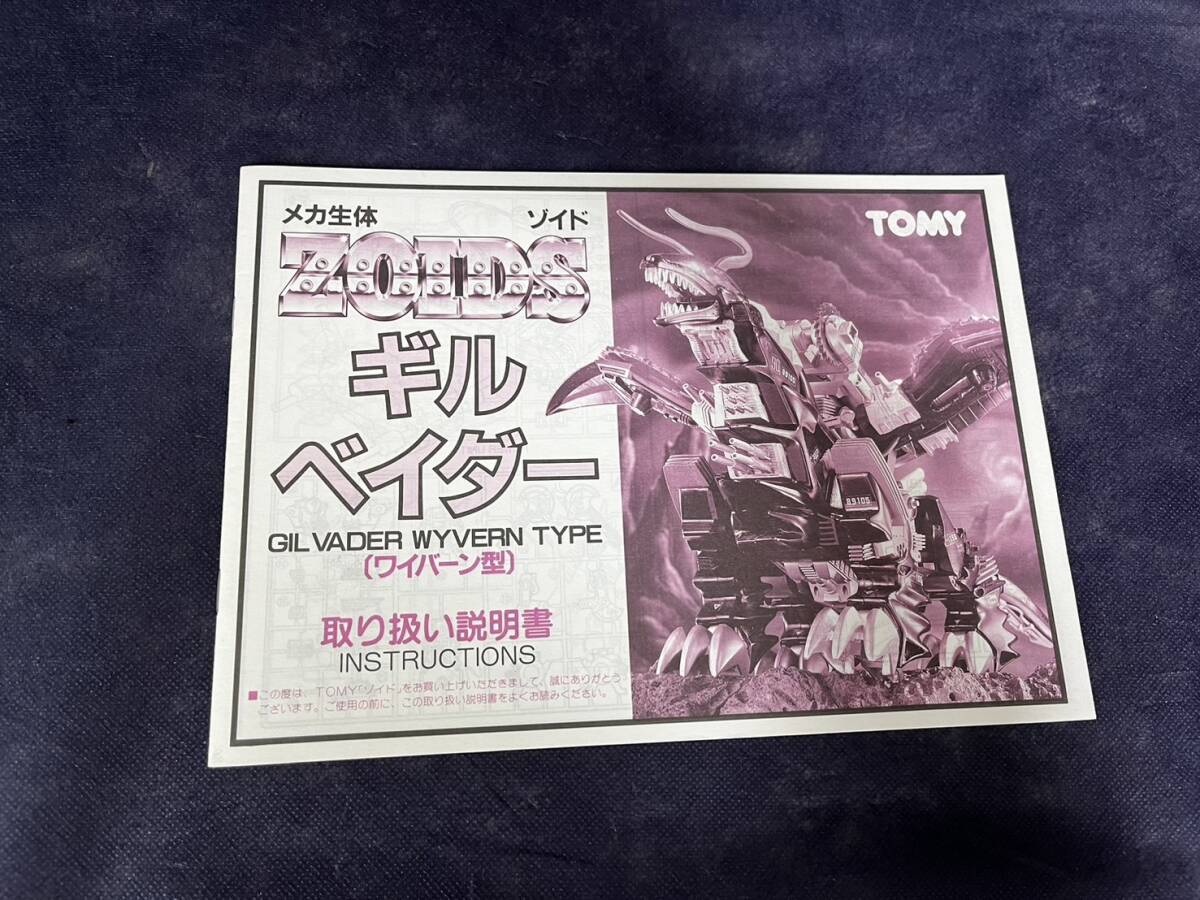 メカ生体 ゾイド
ZOIDS
ギル
ベイダー
GILVADER WYVERN TYPE
(ワイバーン型)
取り扱い説明書
INSTRUCTIONS
■この度は、TOMY「ゾイド」をお買い上げいただきまして、誠にありがとう
ございます。ご使用の前に、この取り扱い説明書をよくお読みください。
TOMY
89105